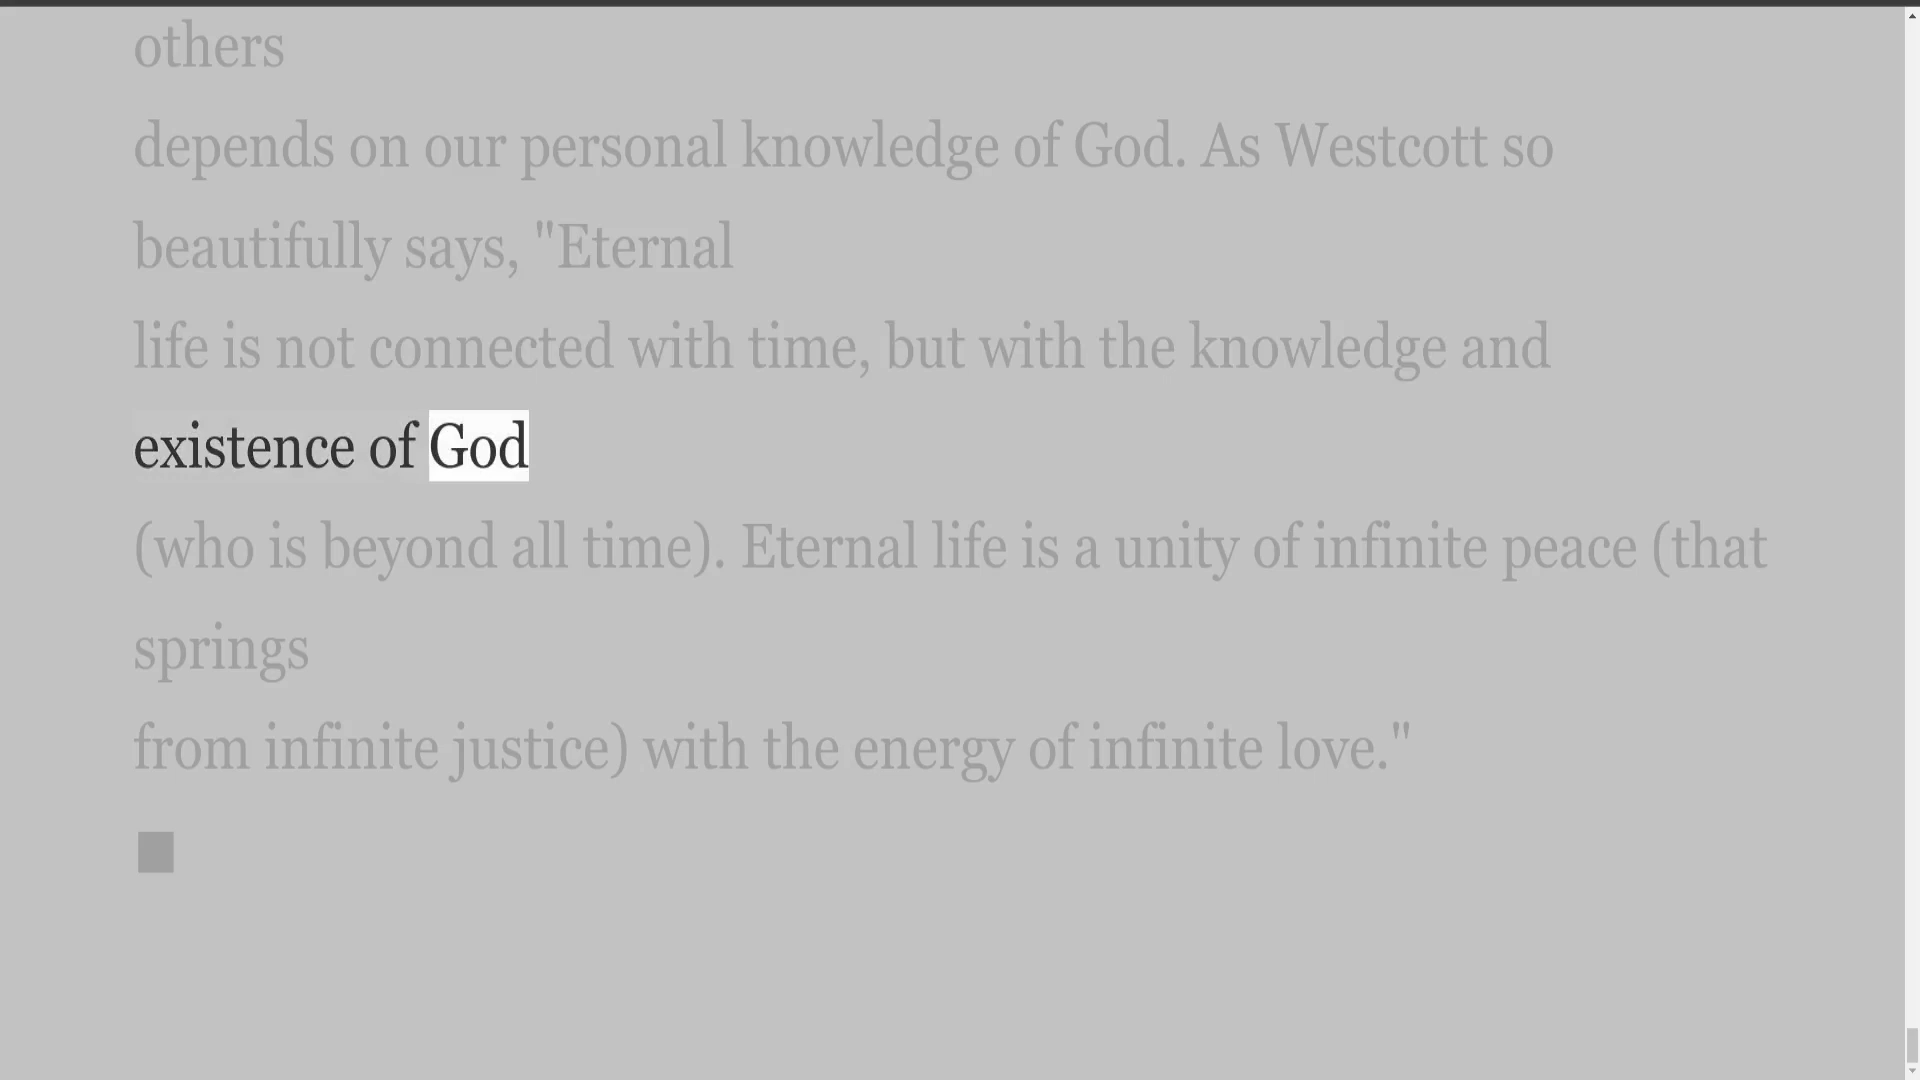 others
depends on our personal knowledge of God. As Westcott so
beautifully says, "Eternal
life is not connected with time, but with the knowledge and
existence of God
(who is beyond all time). Eternal life is a unity of infinite peace (that
springs
from infinite justice) with the energy of infinite love."
■